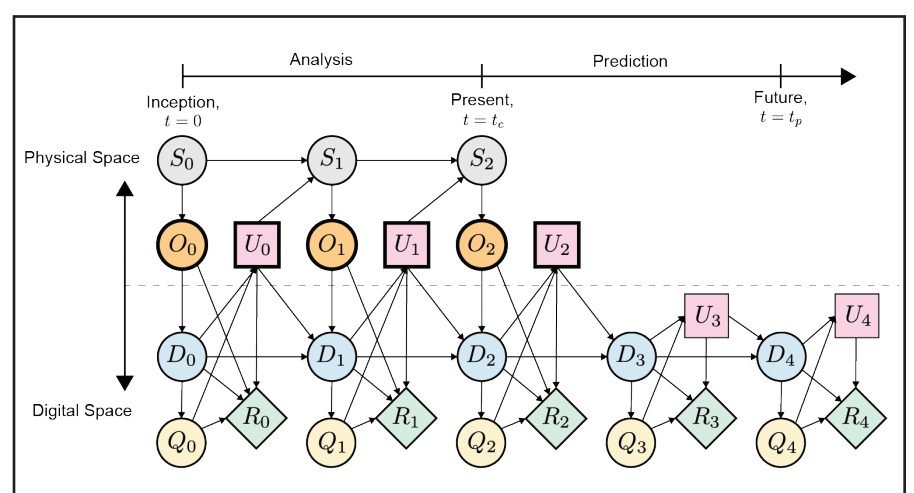 Analysis
Prediction
Inception,
t = 0
Present,
t = t_c
Future,
t = t_p
Physical Space
S_0
S_1
S_2
O_0
U_0
O_1
U_1
O_2
U_2
U_3
U_4
D_0
D_1
D_2
D_3
D_4
Digital Space
Q_0
R_0
Q_1
R_1
Q_2
R_2
Q_3
R_3
Q_4
R_4